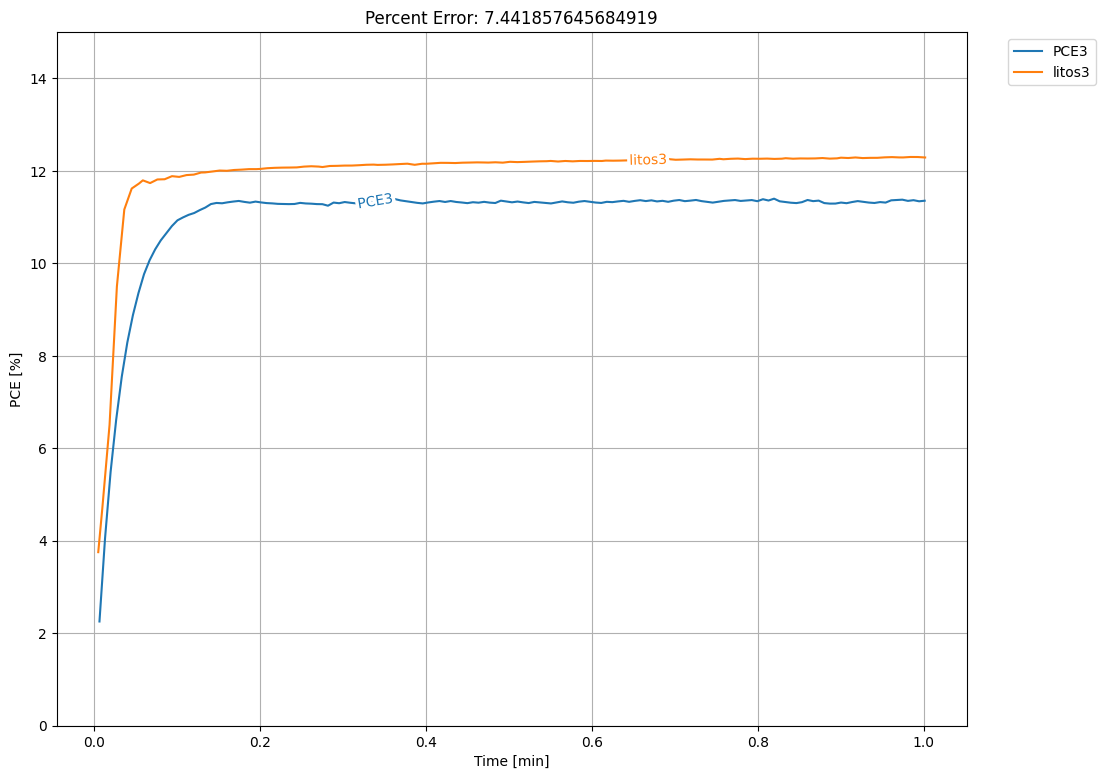 Percent Error: 7.441857645684919
PCE3
litos3
14
12
10
8
6
4
2
0
PCE [%]
litos3
PCE3
0.0 0.2 0.4 0.6 0.8 1.0
Time [min]